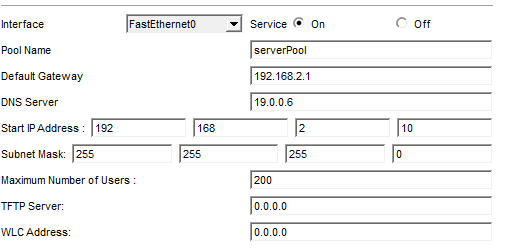 Interface FastEthernet0 Service On Off
Pool Name serverPool
Default Gateway 192.168.2.1
DNS Server 19.0.0.6
Start IP Address : 192 168 2 10
Subnet Mask: 255 255 255 0
Maximum Number of Users : 200
TFTP Server: 0.0.0.0
WLC Address: 0.0.0.0